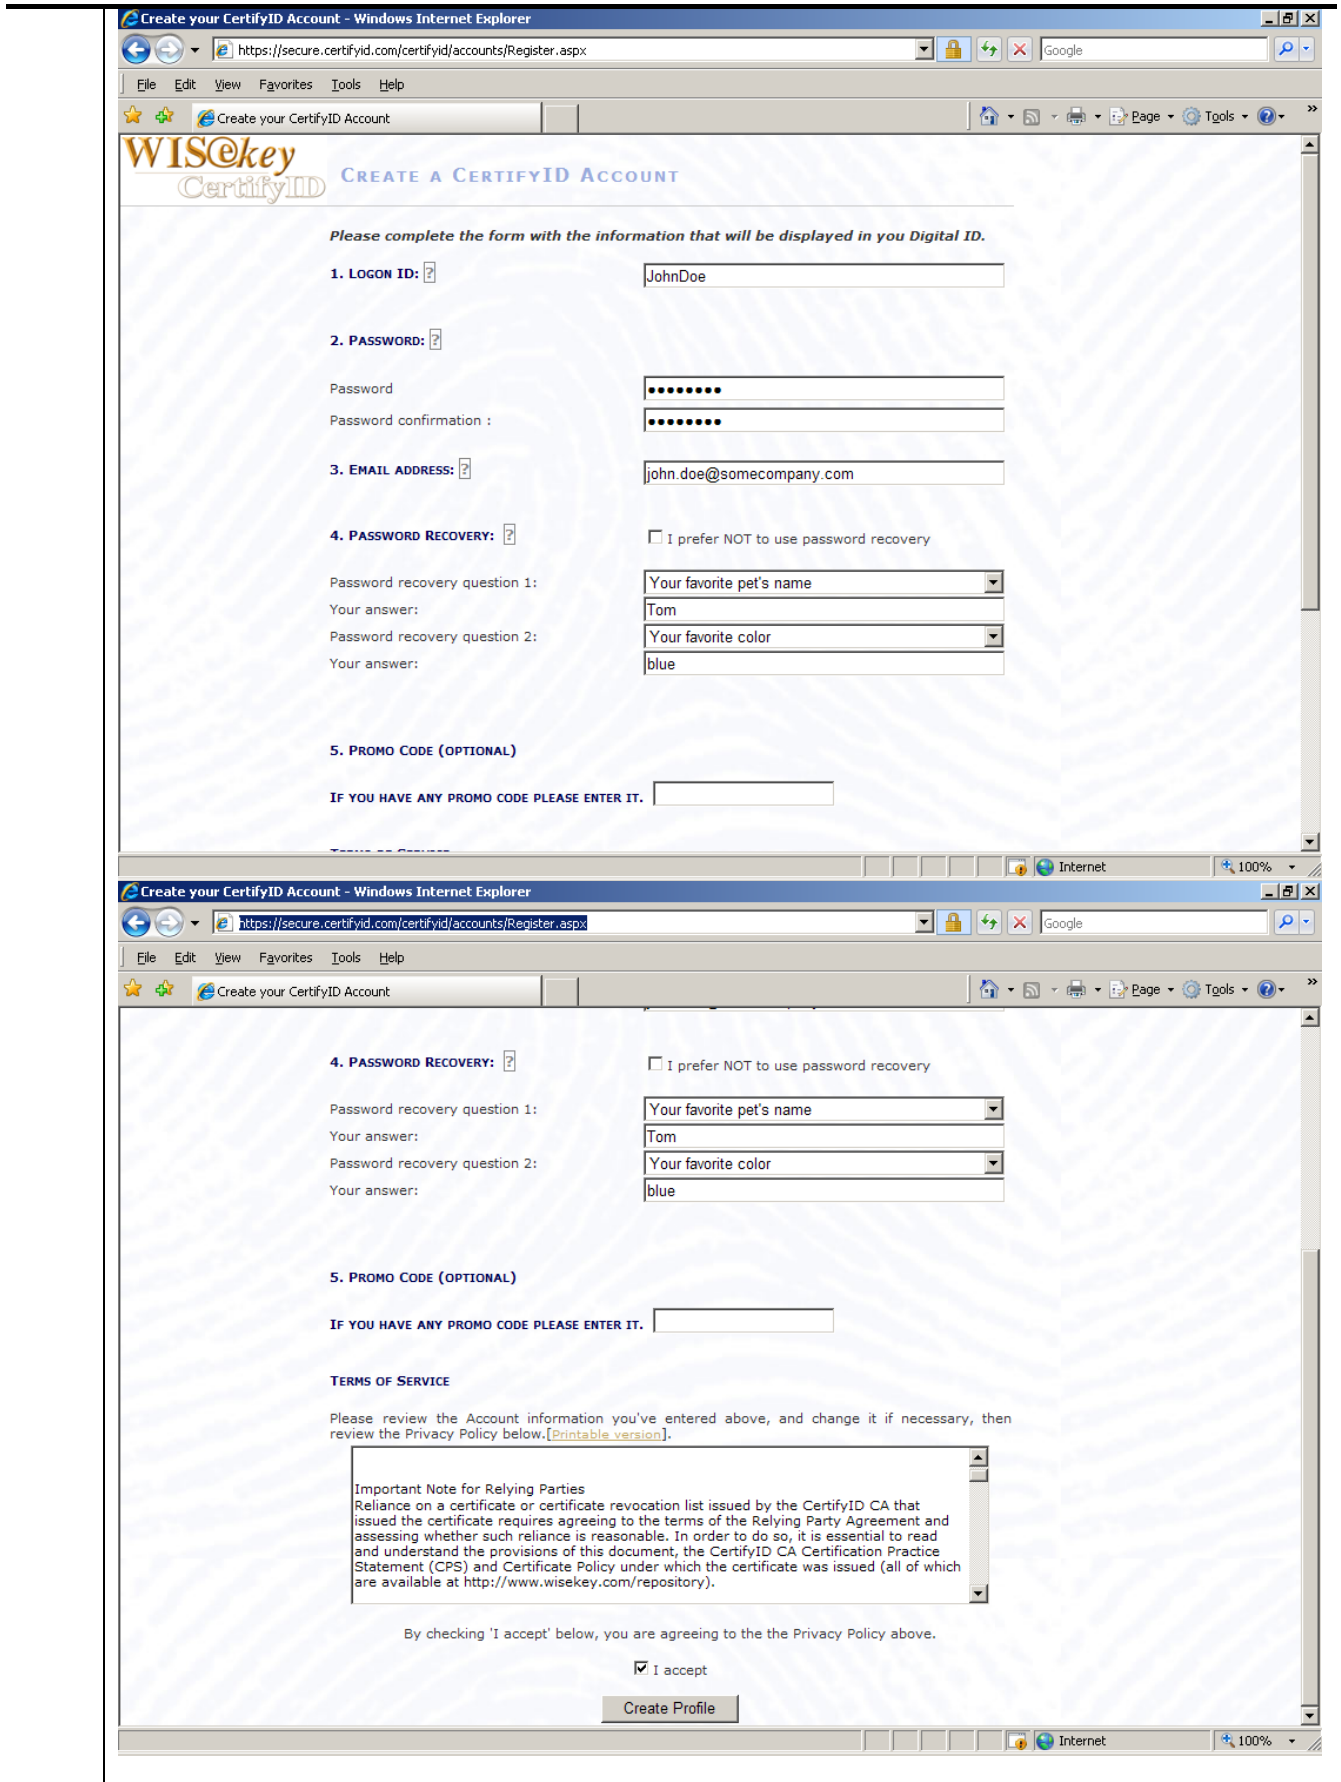 Create your CertifyID Account - Windows Internet Explorer
https://secure.certifyid.com/certifyid/accounts/Register.aspx
Google
File Edit View Favorites Tools Help
Create your CertifyID Account
Page Tools
WIS@key
CertifyID
CREATE A CERTIFYID ACCOUNT
Please complete the form with the information that will be displayed in you Digital ID.
1. LOGON ID: ?
JohnDoe
2. PASSWORD: ?
Password ●●●●●●●●
Password confirmation : ●●●●●●●●
3. EMAIL ADDRESS: ?
john.doe@somecompany.com
4. PASSWORD RECOVERY: ?
I prefer NOT to use password recovery
Password recovery question 1: Your favorite pet's name
Your answer: Tom
Password recovery question 2: Your favorite color
Your answer: blue
5. PROMO CODE (OPTIONAL)
IF YOU HAVE ANY PROMO CODE PLEASE ENTER IT.
TERMS OF SERVICE
Internet 100%
Create your CertifyID Account - Windows Internet Explorer
https://secure.certifyid.com/certifyid/accounts/Register.aspx
Google
File Edit View Favorites Tools Help
Create your CertifyID Account
Page Tools
4. PASSWORD RECOVERY: ?
I prefer NOT to use password recovery
Password recovery question 1: Your favorite pet's name
Your answer: Tom
Password recovery question 2: Your favorite color
Your answer: blue
5. PROMO CODE (OPTIONAL)
IF YOU HAVE ANY PROMO CODE PLEASE ENTER IT.
TERMS OF SERVICE
Please review the Account information you've entered above, and change it if necessary, then
review the Privacy Policy below.[Printable version].
Important Note for Relying Parties
Reliance on a certificate or certificate revocation list issued by the CertifyID CA that
issued the certificate requires agreeing to the terms of the Relying Party Agreement and
assessing whether such reliance is reasonable. In order to do so, it is essential to read
and understand the provisions of this document, the CertifyID CA Certification Practice
Statement (CPS) and Certificate Policy under which the certificate was issued (all of which
are available at http://www.wisekey.com/repository).
By checking 'I accept' below, you are agreeing to the the Privacy Policy above.
I accept
Create Profile
Internet 100%